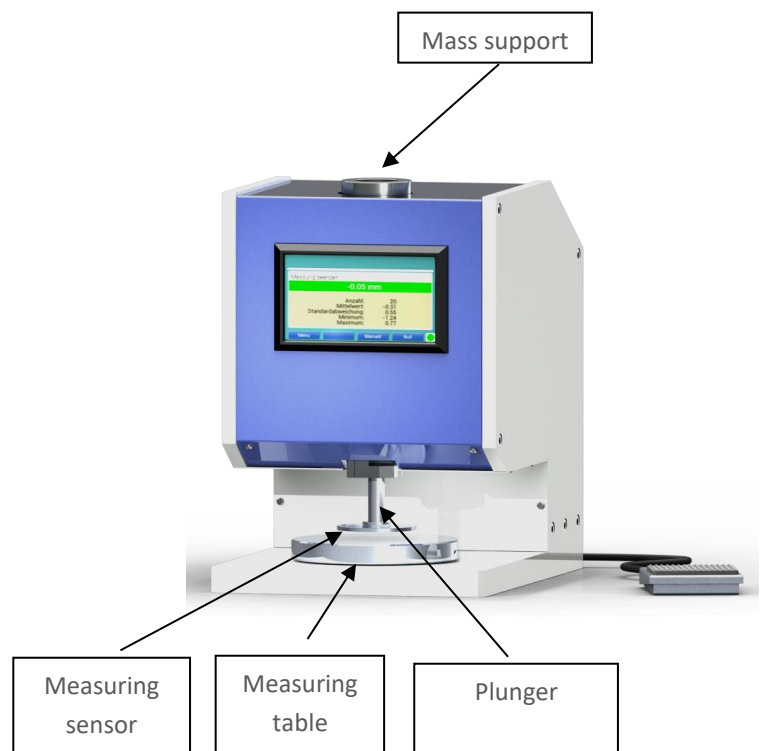 Mass support
Messung beendet
-0.05 mm
Anzahl: 20
Mittelwert: -0.31
Standardabweichung: 0.55
Minimum: -1.24
Maximum: 0.77
Menu Manuell Null
Measuring
sensor
Measuring
table
Plunger